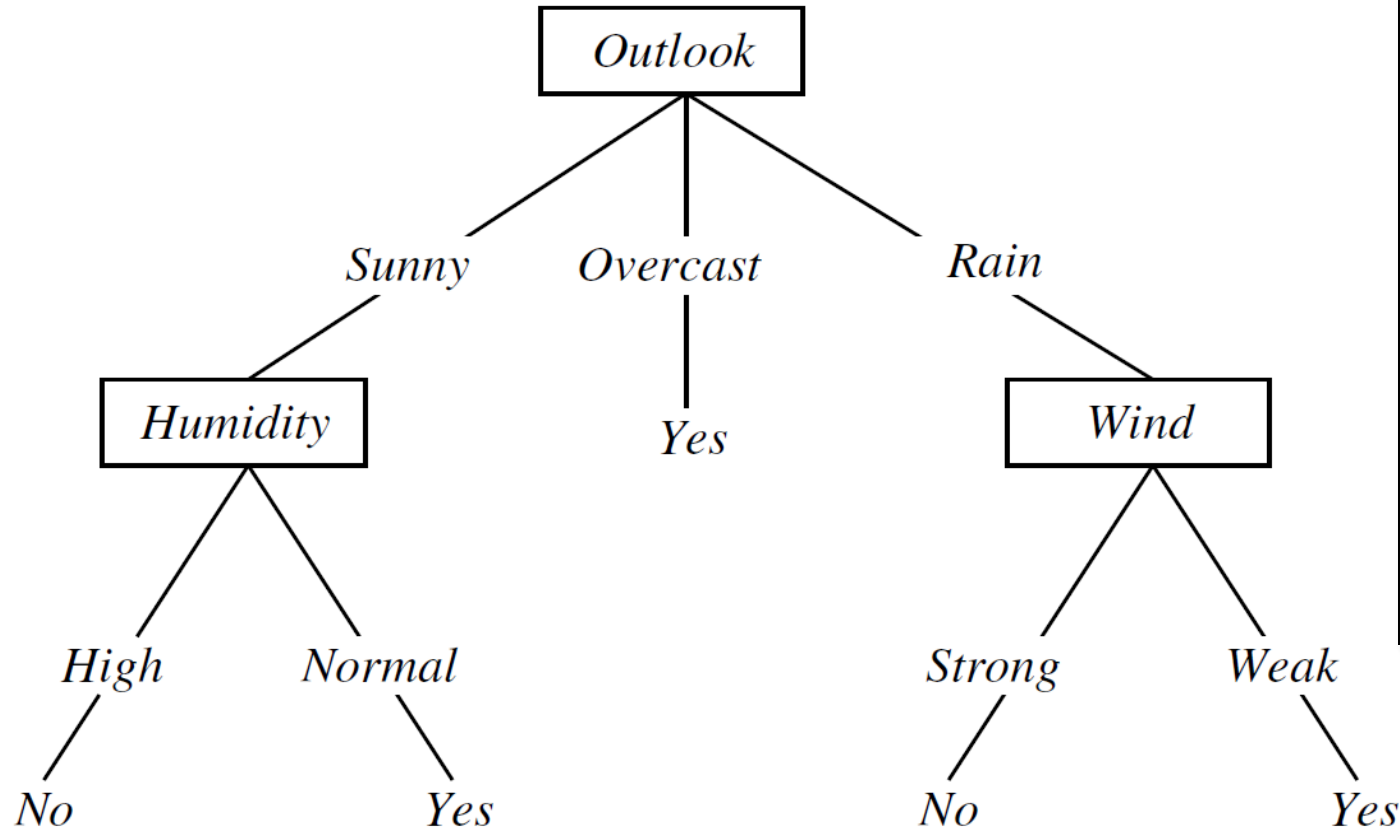 Outlook
Sunny Overcast Rain
Humidity Yes Wind
High Normal Strong Weak
No Yes No Yes